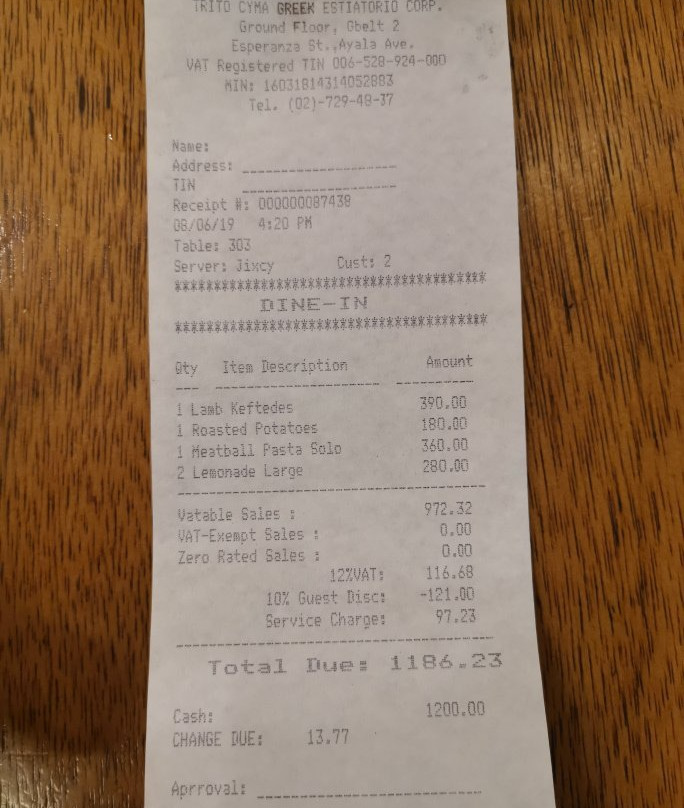 TRITO CYMA GREEK ESTIATORIO CORP.
Ground Floor, Gbelt 2
Esperanza St.,Ayala Ave.
VAT Registered TIN 006-528-924-000
MIN: 16031814314052883
Tel. (02)-729-48-37
Name:
Address: ____________________
TIN ____________________
Receipt #: 000000087438
08/06/19 4:20 PM
Table: 303
Server: Jixcy Cust: 2
****************************************
DINE-IN
****************************************
Qty Item Description Amount
--- --------------------- ----------
1 Lamb Keftedes 390.00
1 Roasted Potatoes 180.00
1 Meatball Pasta Solo 360.00
2 Lemonade Large 280.00
----------------------------------------
Vatable Sales : 972.32
VAT-Exempt Sales : 0.00
Zero Rated Sales : 0.00
12%VAT: 116.68
10% Guest Disc: -121.00
Service Charge: 97.23
----------------------------------------
Total Due: 1186.23
Cash: 1200.00
CHANGE DUE: 13.77
Aprroval: ____________________________